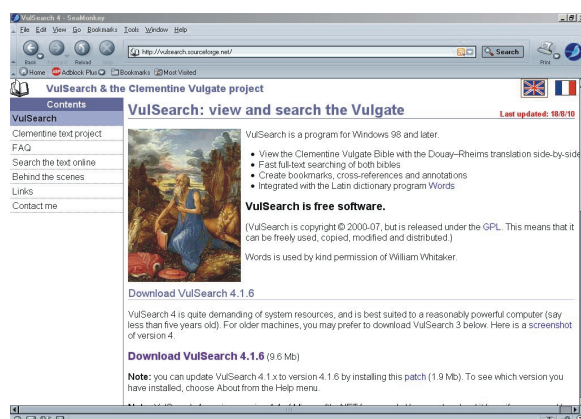 VulSearch 4 - SeaMonkey
File Edit View Go Bookmarks Tools Window Help
http://vulsearch.sourceforge.net/
Search
Back Forward Reload Stop
Print
Home Adblock Plus Bookmarks Most Visited
VulSearch & the Clementine Vulgate project
Contents
VulSearch
Clementine text project
FAQ
Search the text online
Behind the scenes
Links
Contact me
VulSearch: view and search the Vulgate
Last updated: 18/8/10
VulSearch is a program for Windows 98 and later.
View the Clementine Vulgate Bible with the Douay–Rheims translation side-by-side
Fast full-text searching of both bibles
Create bookmarks, cross-references and annotations
Integrated with the Latin dictionary program Words
VulSearch is free software.
(VulSearch is copyright © 2000-07, but is released under the GPL. This means that it
can be freely used, copied, modified and distributed.)
Words is used by kind permission of William Whitaker.
Download VulSearch 4.1.6
VulSearch 4 is quite demanding of system resources, and is best suited to a reasonably powerful computer (say
less than five years old). For older machines, you may prefer to download VulSearch 3 below. Here is a screenshot
of version 4.
Download VulSearch 4.1.6 (9.6 Mb)
Note: you can update VulSearch 4.1.x to version 4.1.6 by installing this patch (1.9 Mb). To see which version you
have installed, choose About from the Help menu.